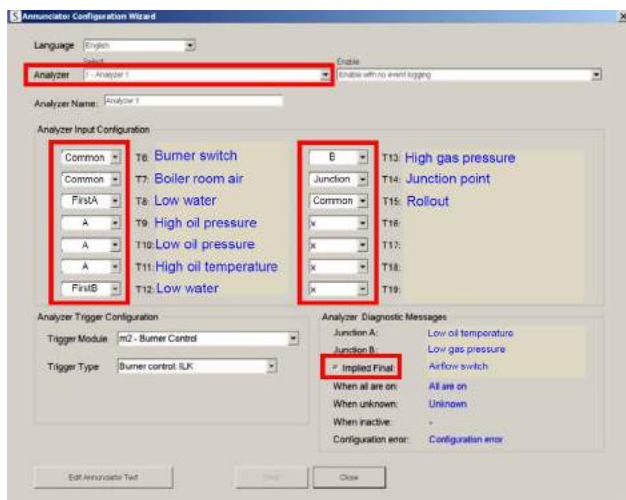 Annunciator Configuration Wizard
Language English
Select Enable
Analyzer 1 - Analyzer 1 Enable with no event logging
Analyzer Name: Analyzer 1
Analyzer Input Configuration
Common T6: Burner switch B T13: High gas pressure
Common T7: Boiler room air Junction T14: Junction point
FirstA T8: Low water Common T15: Rollout
A T9: High oil pressure x T16:
A T10: Low oil pressure x T17:
A T11: High oil temperature x T18:
FirstB T12: Low water x T19:
Analyzer Trigger Configuration Analyzer Diagnostic Messages
Trigger Module m2 - Burner Control Junction A: Low oil temperature
Junction B: Low gas pressure
Trigger Type Burner control: ILK Implied Final: Airflow switch
When all are on: All are on
When unknown: Unknown
When inactive: -
Configuration error: Configuration error
Edit Annunciator Text Close